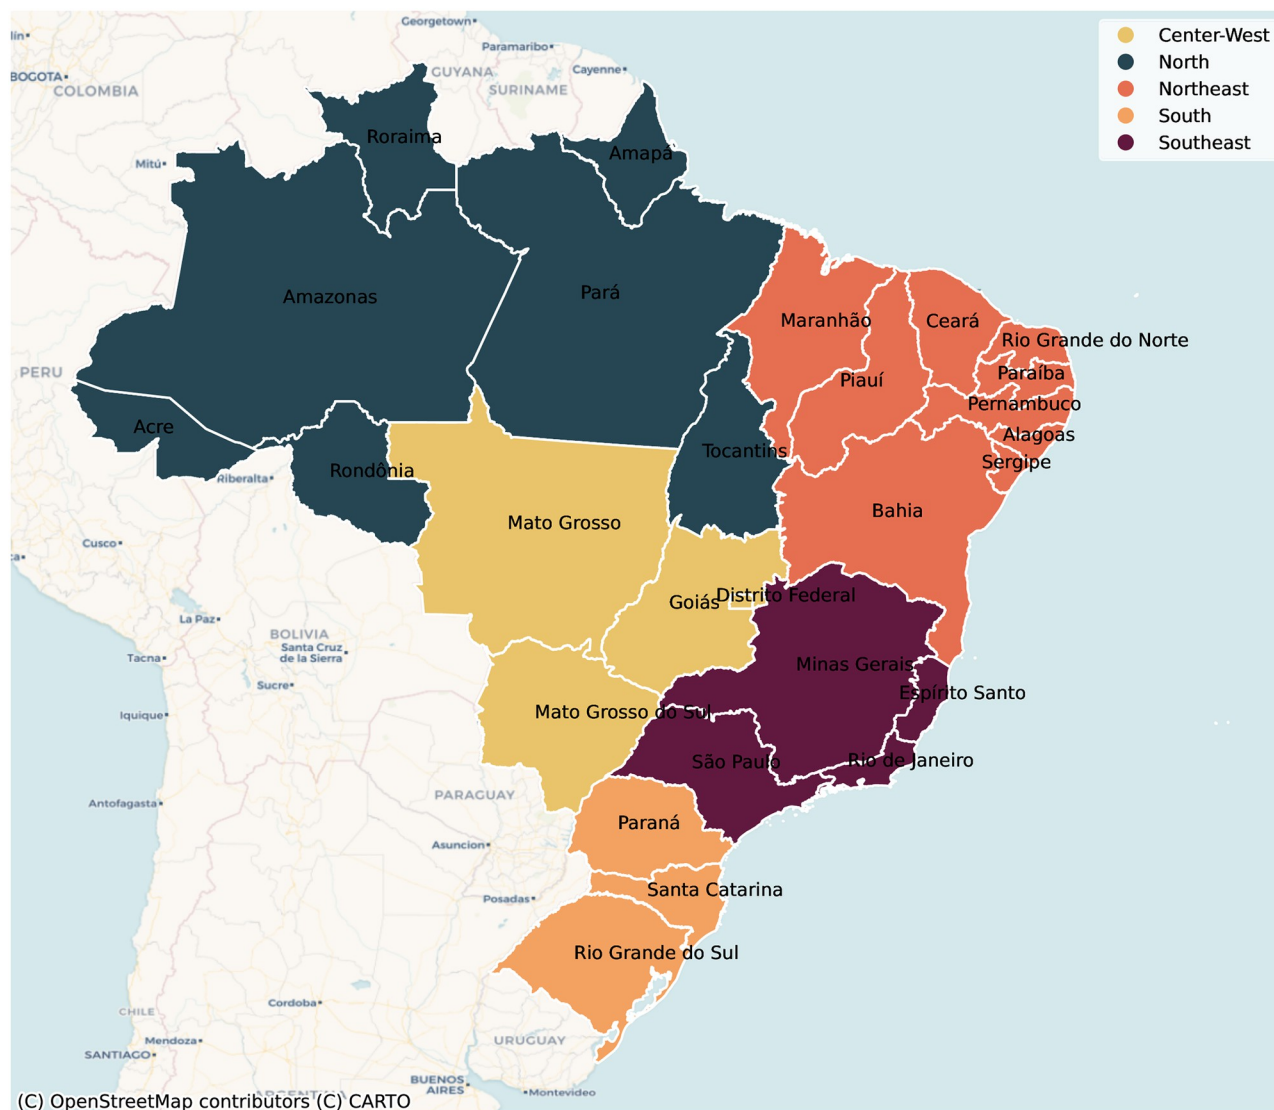 Center-West
North
Northeast
South
Southeast
Georgetown
lín
Paramaribo
BOGOTA
COLOMBIA
GUYANA
SURINAME
Cayenne
Mitú
Roraima
Amapá
Amazonas
Pará
Maranhão
Ceará
Rio Grande do Norte
PERU
Piauí
Paraíba
Pernambuco
Acre
Alagoas
Tocantins
Sergipe
Rondônia
Riberalta
Bahia
Mato Grosso
Cusco
ca
Distrito Federal
Goiás
La Paz
BOLIVIA
Santa Cruz
de la Sierra
Tacna
Minas Gerais
Sucre
Espírito Santo
Iquique
Mato Grosso do Sul
São Paulo
Rio de Janeiro
PARAGUAY
Antofagasta
Paraná
Asuncion
Santa Catarina
Posadas
Rio Grande do Sul
Cordoba
CHILE
Mendoza
URUGUAY
SANTIAGO
BUENOS
AIRES
ARGENTINA
Montevideo
(C) OpenStreetMap contributors (C) CARTO